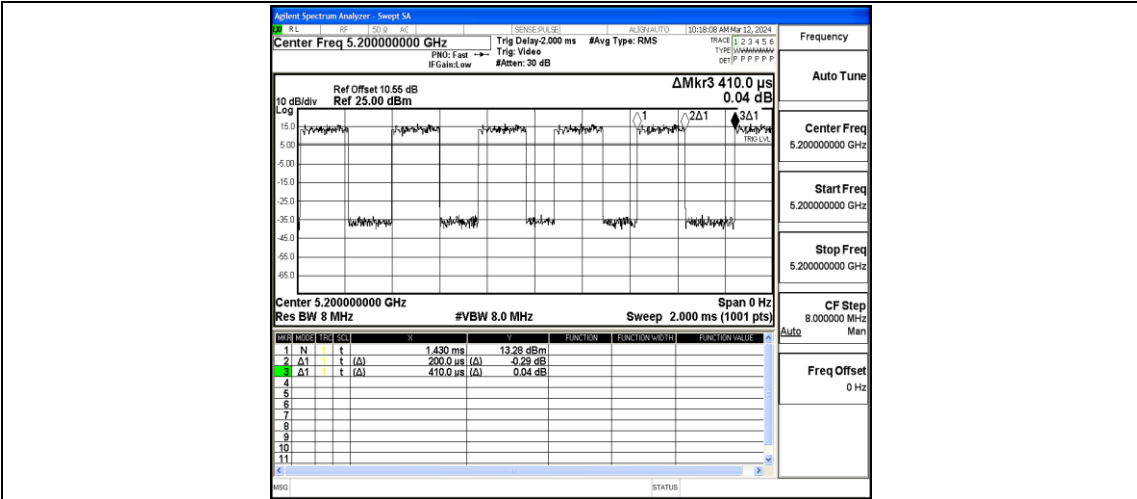 Agilent Spectrum Analyzer - Swept SA
RL RF 50 Ω AC SENSE:PULSE ALIGN AUTO 10:18:08 AM Mar 12, 2024
Center Freq 5.200000000 GHz
PNO: Fast
IFGain:Low
Trig Delay-2.000 ms
Trig: Video
#Atten: 30 dB
#Avg Type: RMS
TRACE 1 2 3 4 5 6
TYPE WWWWWW
DET P P P P P P
ΔMkr3 410.0 µs
0.04 dB
Ref Offset 10.55 dB
10 dB/div Ref 25.00 dBm
Log
1 2Δ1 3Δ1
15.0
TRIG LVL
5.00
-5.00
-15.0
-25.0
-35.0
-45.0
-55.0
-65.0
Center 5.200000000 GHz Span 0 Hz
Res BW 8 MHz #VBW 8.0 MHz Sweep 2.000 ms (1001 pts)
MKR MODE TRC SCL X Y FUNCTION FUNCTION WIDTH FUNCTION VALUE
1 N 1 t 1.430 ms 13.28 dBm
2 Δ1 1 t (Δ) 200.0 µs (Δ) -0.29 dB
3 Δ1 1 t (Δ) 410.0 µs (Δ) 0.04 dB
4
5
6
7
8
9
10
11
MSG STATUS
Frequency
Auto Tune
Center Freq
5.200000000 GHz
Start Freq
5.200000000 GHz
Stop Freq
5.200000000 GHz
CF Step
8.000000 MHz
Auto Man
Freq Offset
0 Hz